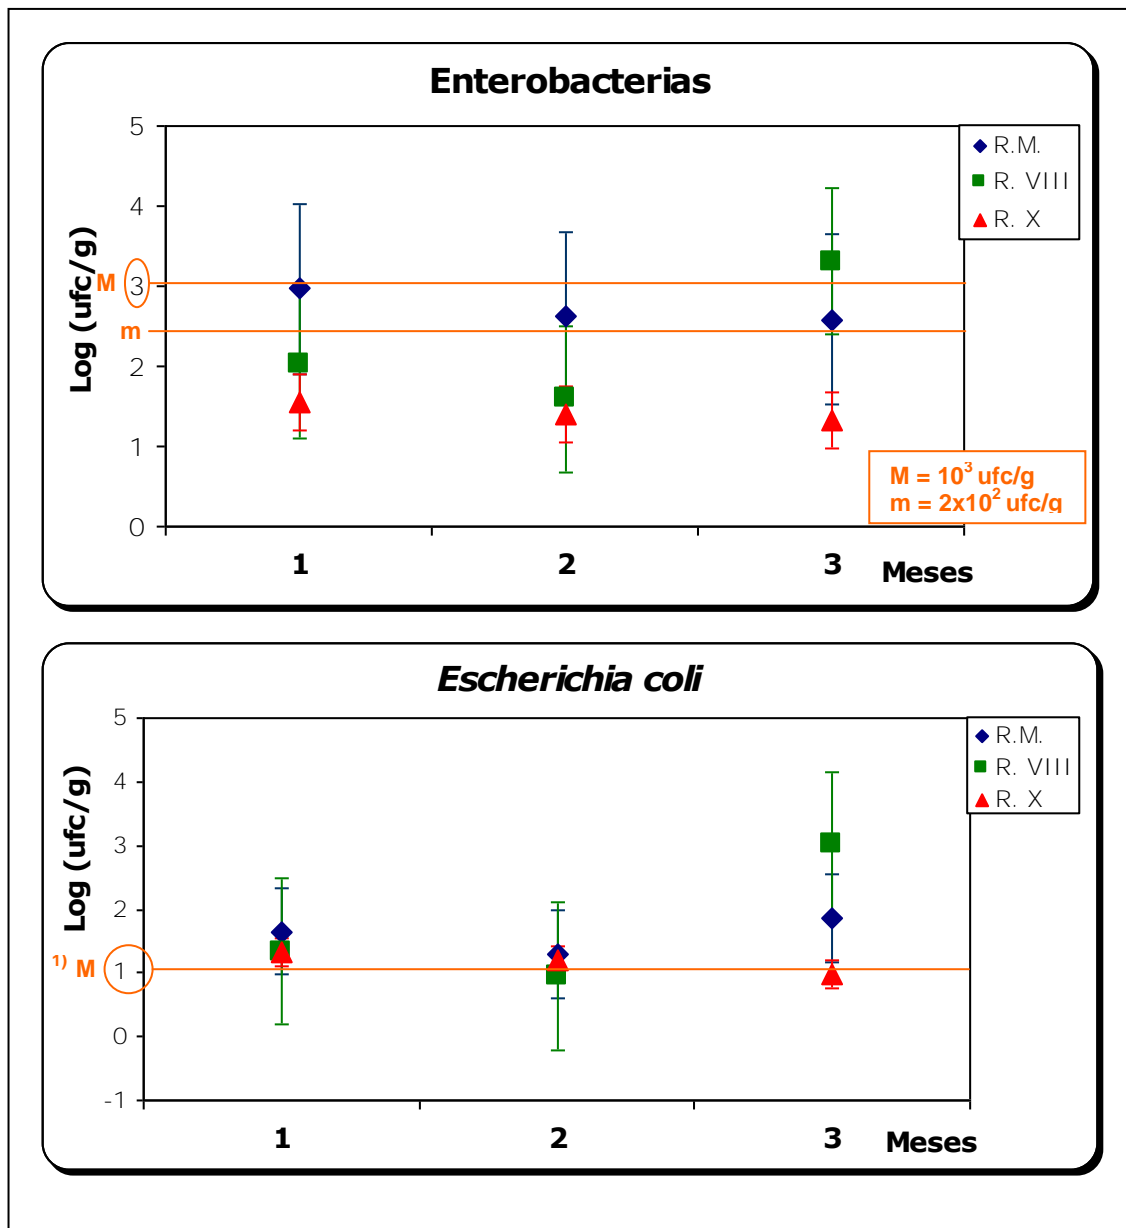 Enterobacterias
5
4
3
2
1
0
Log (ufc/g)
M
m
R.M.
R. VIII
R. X
M = 10³ ufc/g
m = 2x10² ufc/g
1 2 3 Meses
Escherichia coli
5
4
3
2
1
0
-1
Log (ufc/g)
¹⁾ M
R.M.
R. VIII
R. X
1 2 3 Meses